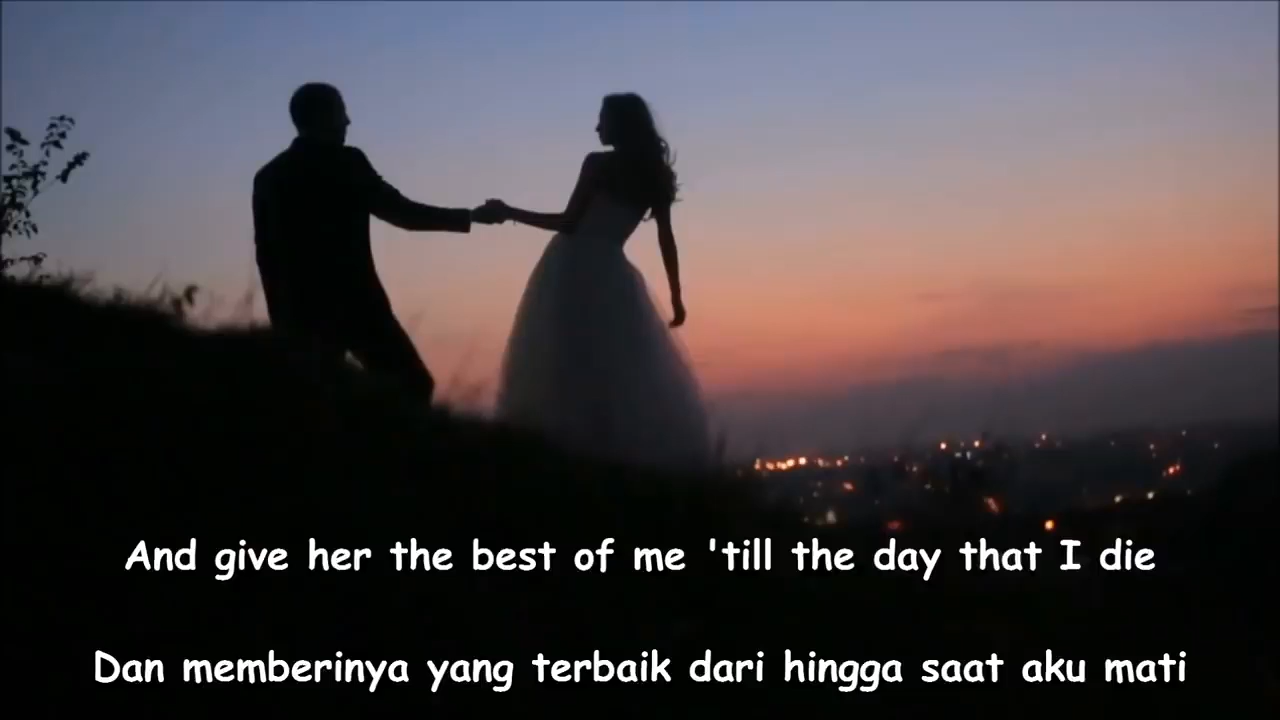 And give her the best of me 'till the day that I die
Dan memberinya yang terbaik dari hingga saat aku mati